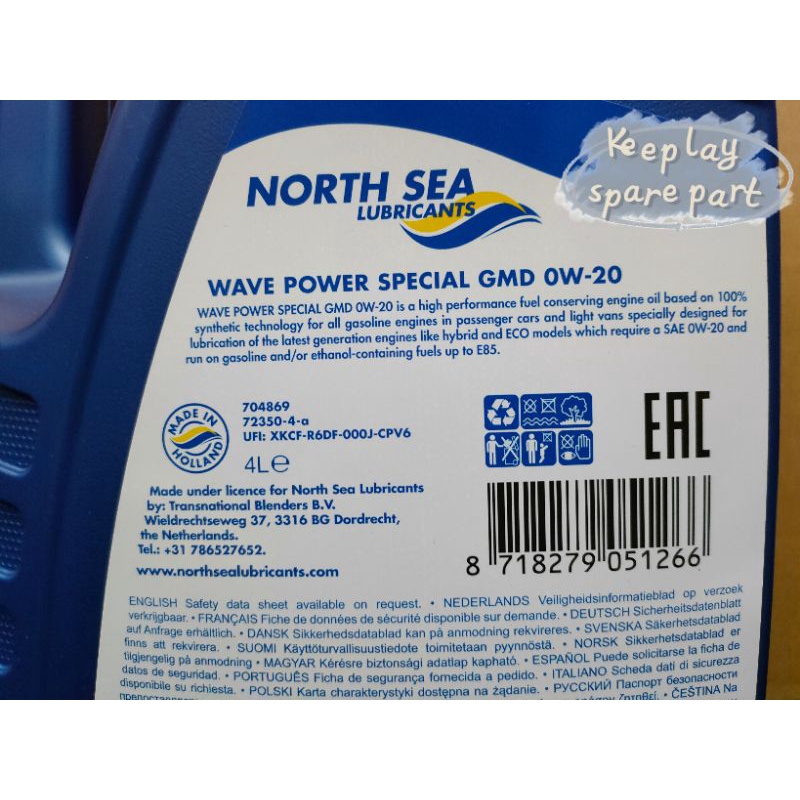 Keeplay
spare part
NORTH SEA
LUBRICANTS
WAVE POWER SPECIAL GMD 0W-20
WAVE POWER SPECIAL GMD 0W-20 is a high performance fuel conserving engine oil based on 100%
synthetic technology for all gasoline engines in passenger cars and light vans specially designed for
lubrication of the latest generation engines like hybrid and ECO models which require a SAE 0W-20 and
run on gasoline and/or ethanol-containing fuels up to E85.
MADE IN
HOLLAND
704869
72350-4-a
UFI: XKCF-R6DF-000J-CPV6
4L e
EAC
Made under licence for North Sea Lubricants
by: Transnational Blenders B.V.
Wieldrechtseweg 37, 3316 BG Dordrecht,
the Netherlands.
Tel.: +31 786527652.
www.northsealubricants.com
8 718279 051266
ENGLISH Safety data sheet available on request. • NEDERLANDS Veiligheidsinformatieblad op verzoek
verkrijgbaar. • FRANÇAIS Fiche de données de sécurité disponible sur demande. • DEUTSCH Sicherheitsdatenblatt
auf Anfrage erhältlich. • DANSK Sikkerhedsdatablad kan på anmodning rekvireres. • SVENSKA Säkerhetsdatablad
finns att rekvirera. • SUOMI Käyttöturvallisuustiedote toimitetaan pyynnöstä. • NORSK Sikkerhetsdatablad er
tilgjengelig på anmodning • MAGYAR Kérésre biztonsági adatlap kapható. • ESPAÑOL Puede solicitarse la ficha de
datos de seguridad. • PORTUGUÊS Ficha de segurança fornecida a pedido. • ITALIANO Scheda dati di sicurezza
disponibile su richiesta. • POLSKI Karta charakterystyki dostępna na żądanie. • РУССКИЙ Паспорт безопасности
ČEŠTINA Na